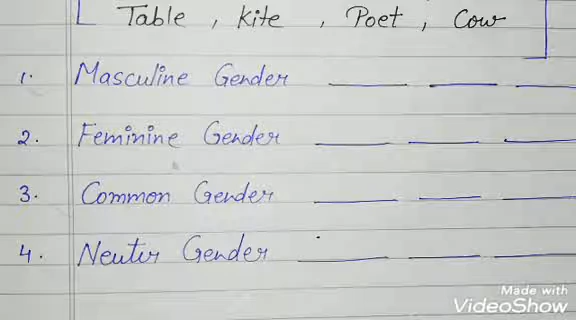 Table , Kite , Poet , Cow
1. Masculine Gender
2. Feminine Gender
3. Common Gender
4. Neuter Gender
Made with
VideoShow